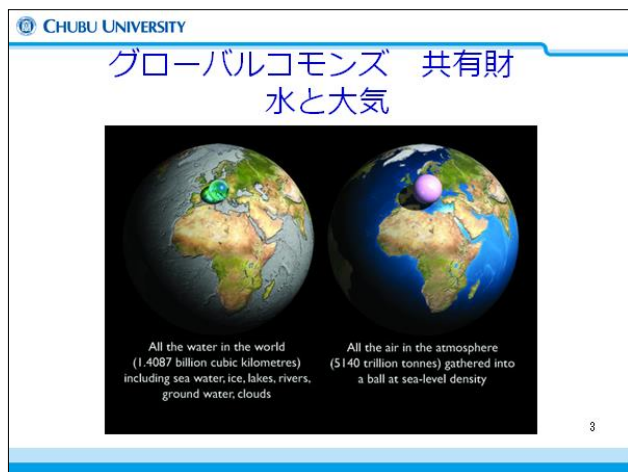 CHUBU UNIVERSITY
グローバルコモンズ　共有財
水と大気
All the water in the world
(1.4087 billion cubic kilometres)
including sea water, ice, lakes, rivers,
ground water, clouds
All the air in the atmosphere
(5140 trillion tonnes) gathered into
a ball at sea-level density
3